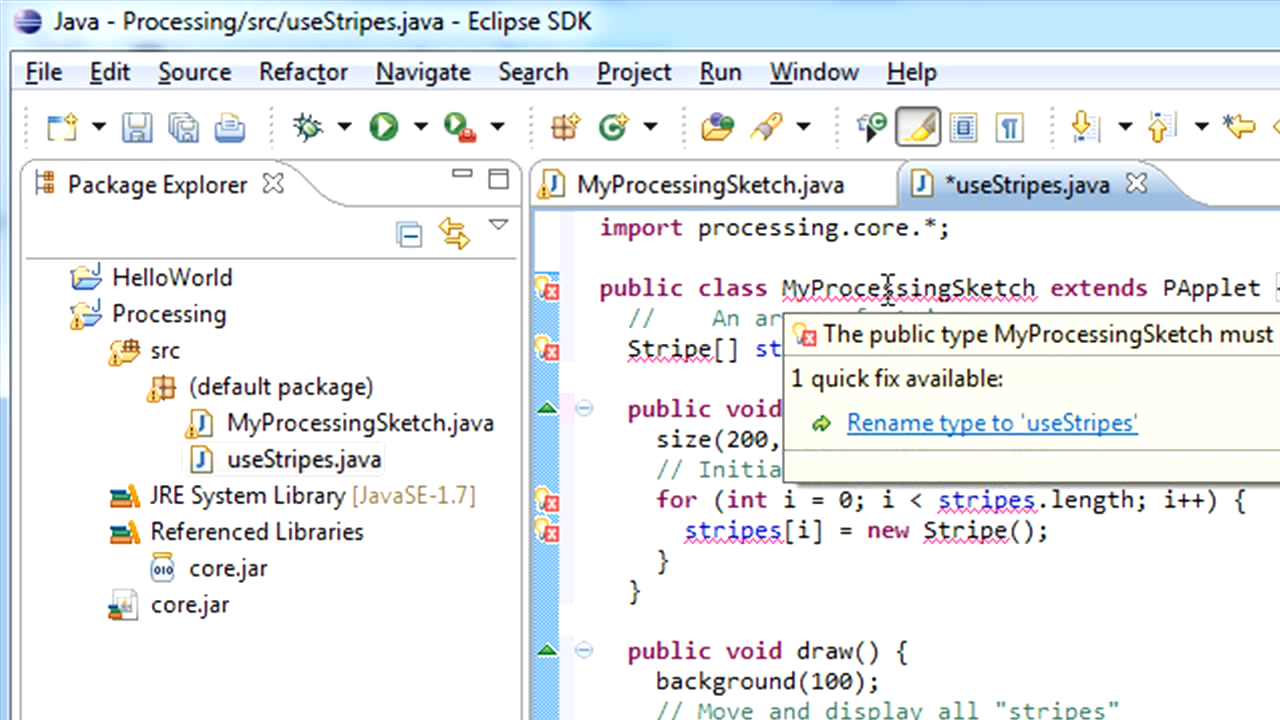 Java - Processing/src/useStripes.java - Eclipse SDK
File Edit Source Refactor Navigate Search Project Run Window Help
Package Explorer
MyProcessingSketch.java
*useStripes.java
HelloWorld
Processing
src
(default package)
MyProcessingSketch.java
useStripes.java
JRE System Library [JavaSE-1.7]
Referenced Libraries
core.jar
core.jar
import processing.core.*;
public class MyProcessingSketch extends PApplet {
// An
Stripe[] st
public void
size(200,
// Initia
for (int i = 0; i < stripes.length; i++) {
stripes[i] = new Stripe();
}
}
public void draw() {
background(100);
// Move and display all "stripes"
The public type MyProcessingSketch must
1 quick fix available:
Rename type to 'useStripes'